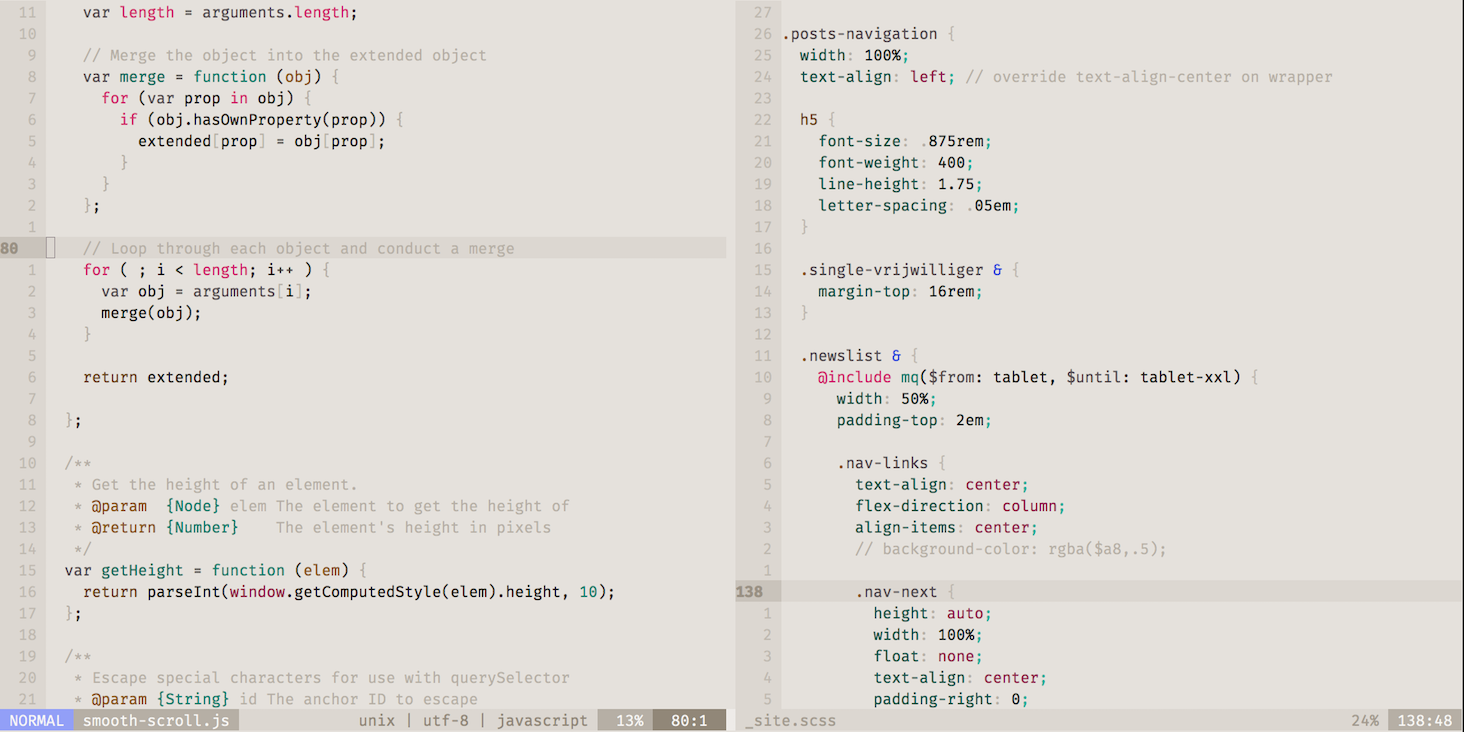 11 var length = arguments.length;
10
9 // Merge the object into the extended object
8 var merge = function (obj) {
7 for (var prop in obj) {
6 if (obj.hasOwnProperty(prop)) {
5 extended[prop] = obj[prop];
4 }
3 }
2 };
1
80 // Loop through each object and conduct a merge
1 for ( ; i < length; i++ ) {
2 var obj = arguments[i];
3 merge(obj);
4 }
5
6 return extended;
7
8 };
9
10 /**
11 * Get the height of an element.
12 * @param  {Node} elem The element to get the height of
13 * @return {Number}    The element's height in pixels
14 */
15 var getHeight = function (elem) {
16 return parseInt(window.getComputedStyle(elem).height, 10);
17 };
18
19 /**
20 * Escape special characters for use with querySelector
21 * @param {String} id The anchor ID to escape
NORMAL smooth-scroll.js unix | utf-8 | javascript 13% 80:1
27
26 .posts-navigation {
25 width: 100%;
24 text-align: left; // override text-align-center on wrapper
23
22 h5 {
21 font-size: .875rem;
20 font-weight: 400;
19 line-height: 1.75;
18 letter-spacing: .05em;
17 }
16
15 .single-vrijwilliger & {
14 margin-top: 16rem;
13 }
12
11 .newslist & {
10 @include mq($from: tablet, $until: tablet-xxl) {
9 width: 50%;
8 padding-top: 2em;
7
6 .nav-links {
5 text-align: center;
4 flex-direction: column;
3 align-items: center;
2 // background-color: rgba($a8,.5);
1
138 .nav-next {
1 height: auto;
2 width: 100%;
3 float: none;
4 text-align: center;
5 padding-right: 0;
_site.scss 24% 138:48